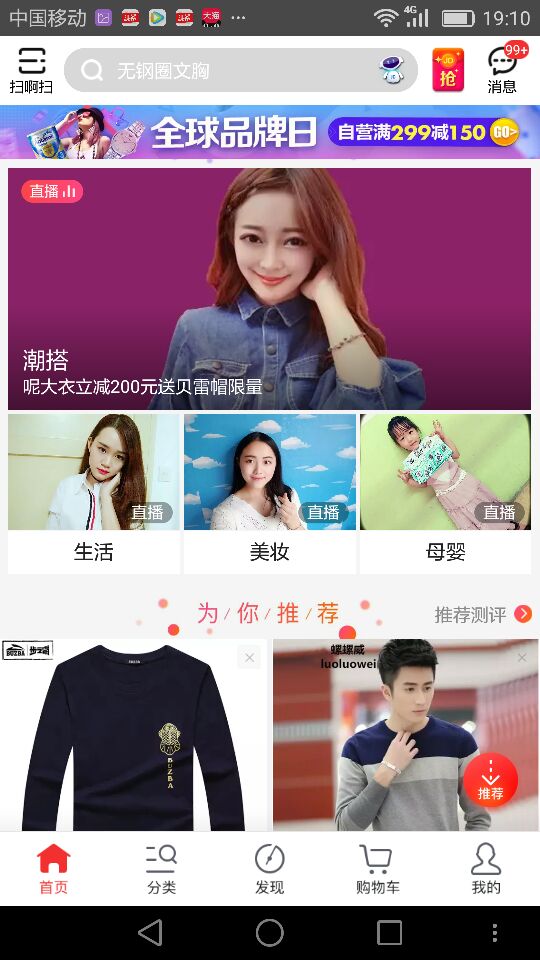 中国移动
4G
19:10
扫啊扫
无钢圈文胸
JD
抢
99+
消息
全球品牌日
自营满299减150 GO>
直播
潮搭
呢大衣立减200元送贝雷帽限量
直播
直播
直播
生活
美妆
母婴
为/你/推/荐
推荐测评
BUZBA
BUZBA
螺螺威
luoluowei
推荐
首页
分类
发现
购物车
我的